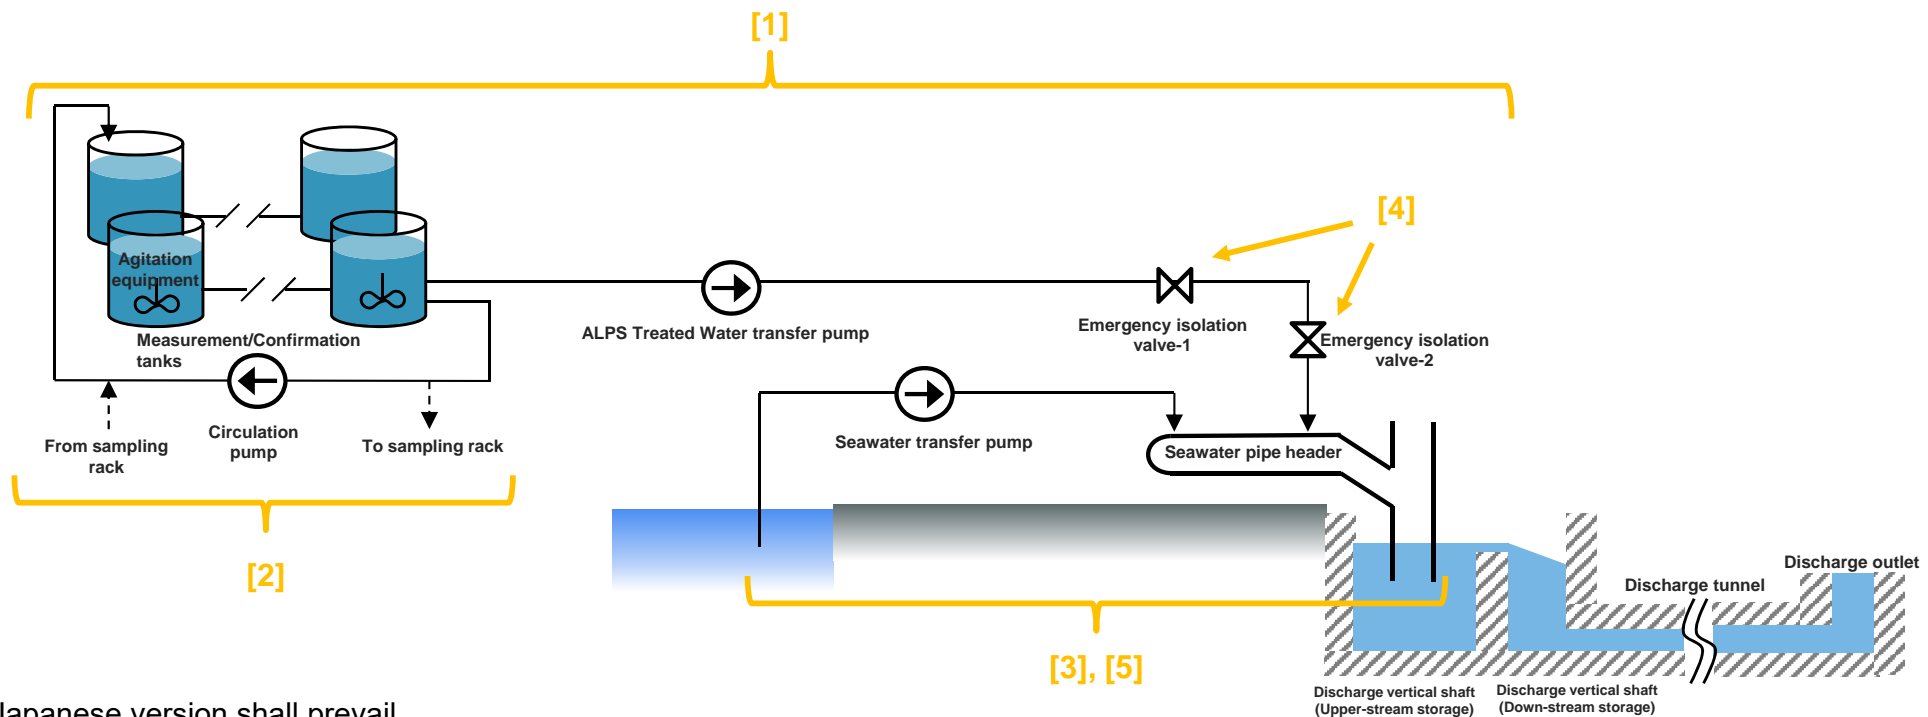 [1]
[4]
Agitation
equipment
Measurement/Confirmation
tanks
ALPS Treated Water transfer pump
Emergency isolation
valve-1
Emergency isolation
valve-2
From sampling
rack
Circulation
pump
To sampling rack
Seawater transfer pump
Seawater pipe header
[2]
[3], [5]
Discharge tunnel
Discharge outlet
Discharge vertical shaft
(Upper-stream storage)
Discharge vertical shaft
(Down-stream storage)
Japanese version shall prevail